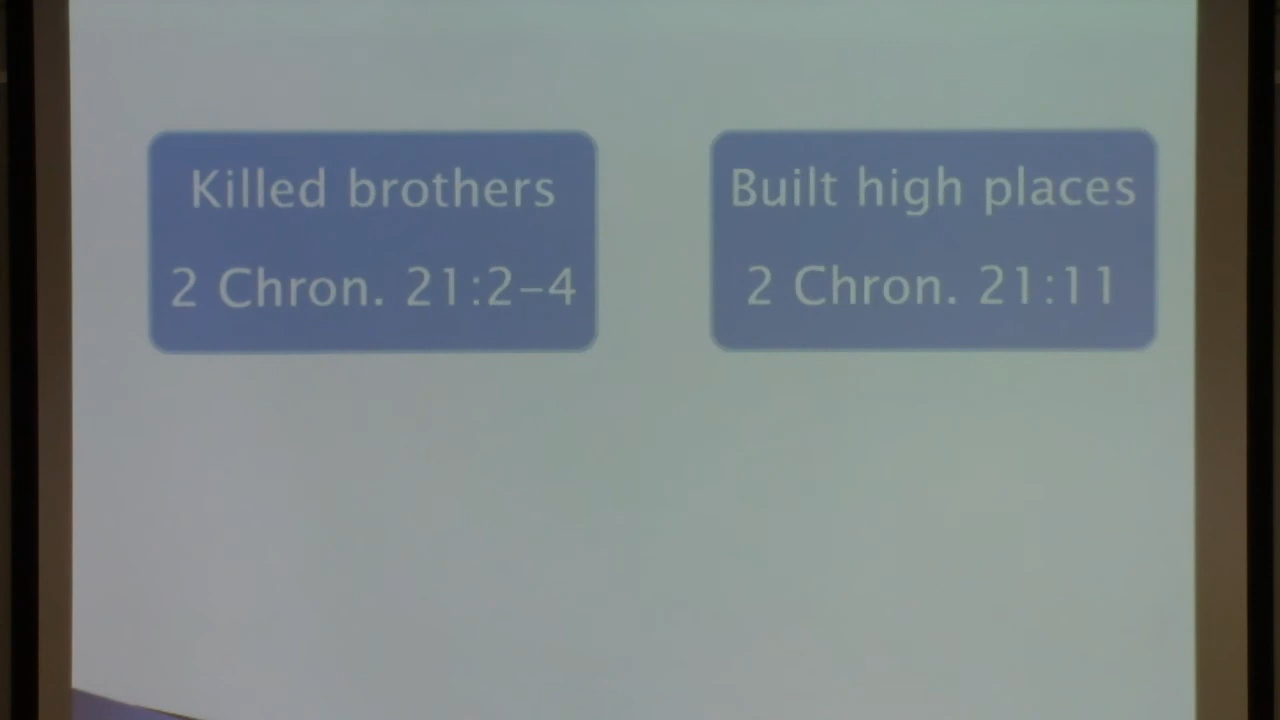 Killed brothers
2 Chron. 21:2-4
Built high places
2 Chron. 21:11